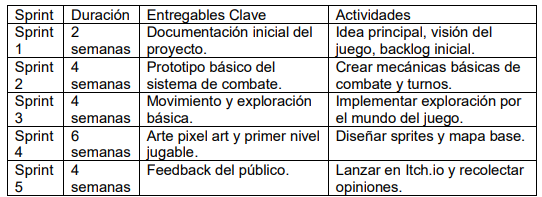 Sprint Duración Entregables Clave Actividades
Sprint 2 Documentación inicial del Idea principal, visión del
1 semanas proyecto. juego, backlog inicial.
Sprint 4 Prototipo básico del Crear mecánicas básicas de
2 semanas sistema de combate. combate y turnos.
Sprint 4 Movimiento y exploración Implementar exploración por
3 semanas básica. el mundo del juego.
Sprint 6 Arte pixel art y primer nivel Diseñar sprites y mapa base.
4 semanas jugable.
Sprint 4 Feedback del público. Lanzar en Itch.io y recolectar
5 semanas opiniones.